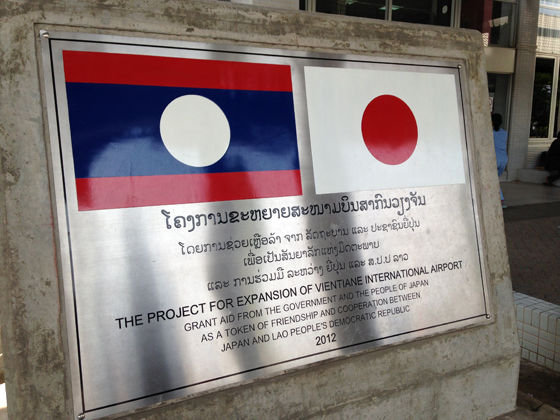 ໂຄງການຂະຫຍາຍສະໜາມບິນສາກົນວຽງຈັນ
ໂດຍການຊ່ວຍເຫຼືອລ້າ ຈາກ ລັດຖະບານ ແລະ ປະຊາຊົນຍີ່ປຸ່ນ
ເພື່ອເປັນສັນຍາລັກແຫ່ງມິດຕະພາບ
ແລະ ການຮ່ວມມື ລະຫວ່າງ ຍີ່ປຸ່ນ ແລະ ສ.ປ.ປ ລາວ
THE PROJECT FOR EXPANSION OF VIENTIANE INTERNATIONAL AIRPORT
GRANT AID FROM THE GOVERNMENT AND THE PEOPLE OF JAPAN
AS A TOKEN OF FRIENDSHIP AND COOPERATION BETWEEN
JAPAN AND LAO PEOPLE'S DEMOCRATIC REPUBLIC
2012